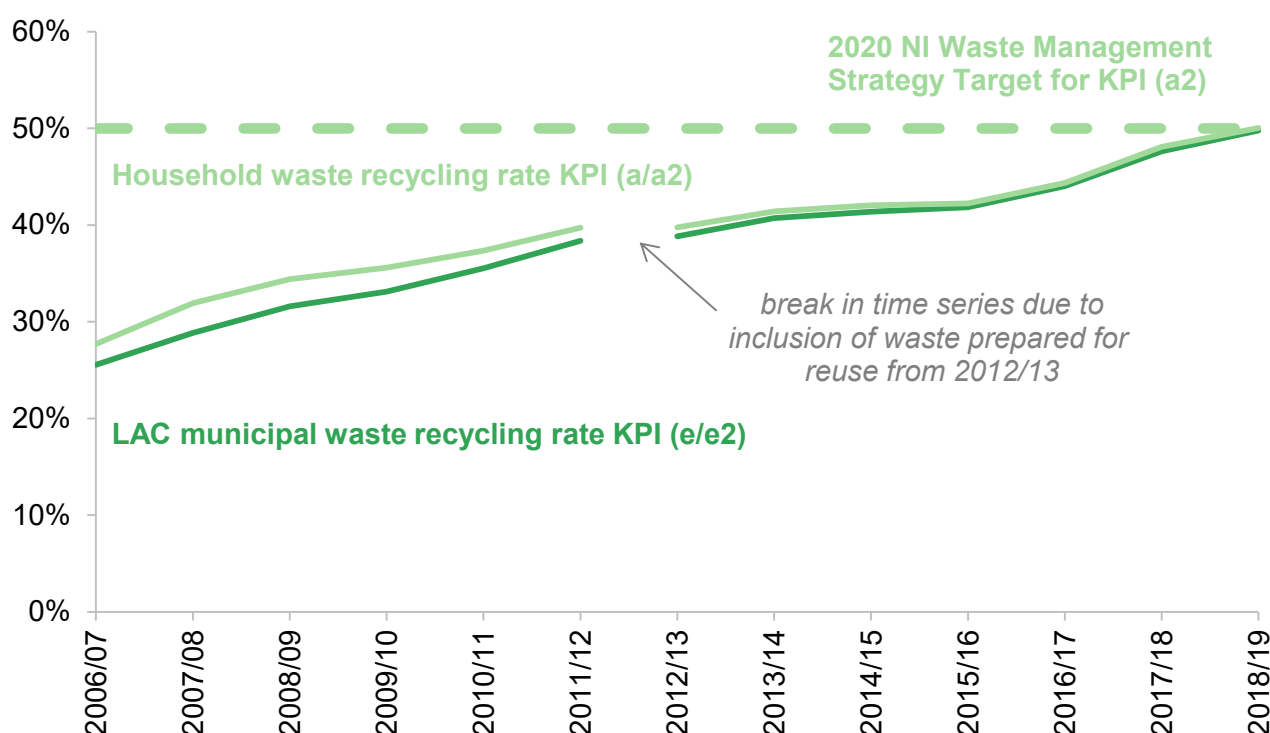 60%
2020 NI Waste Management
Strategy Target for KPI (a2)
50%
Household waste recycling rate KPI (a/a2)
40%
break in time series due to
inclusion of waste prepared for
reuse from 2012/13
30%
20%
LAC municipal waste recycling rate KPI (e/e2)
10%
0%
2006/07
2007/08
2008/09
2009/10
2010/11
2011/12
2012/13
2013/14
2014/15
2015/16
2016/17
2017/18
2018/19